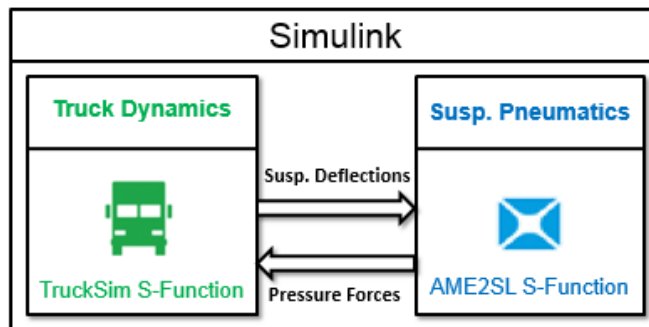 Simulink
Truck Dynamics
Susp. Pneumatics
Susp. Deflections
Pressure Forces
TruckSim S-Function
AME2SL S-Function